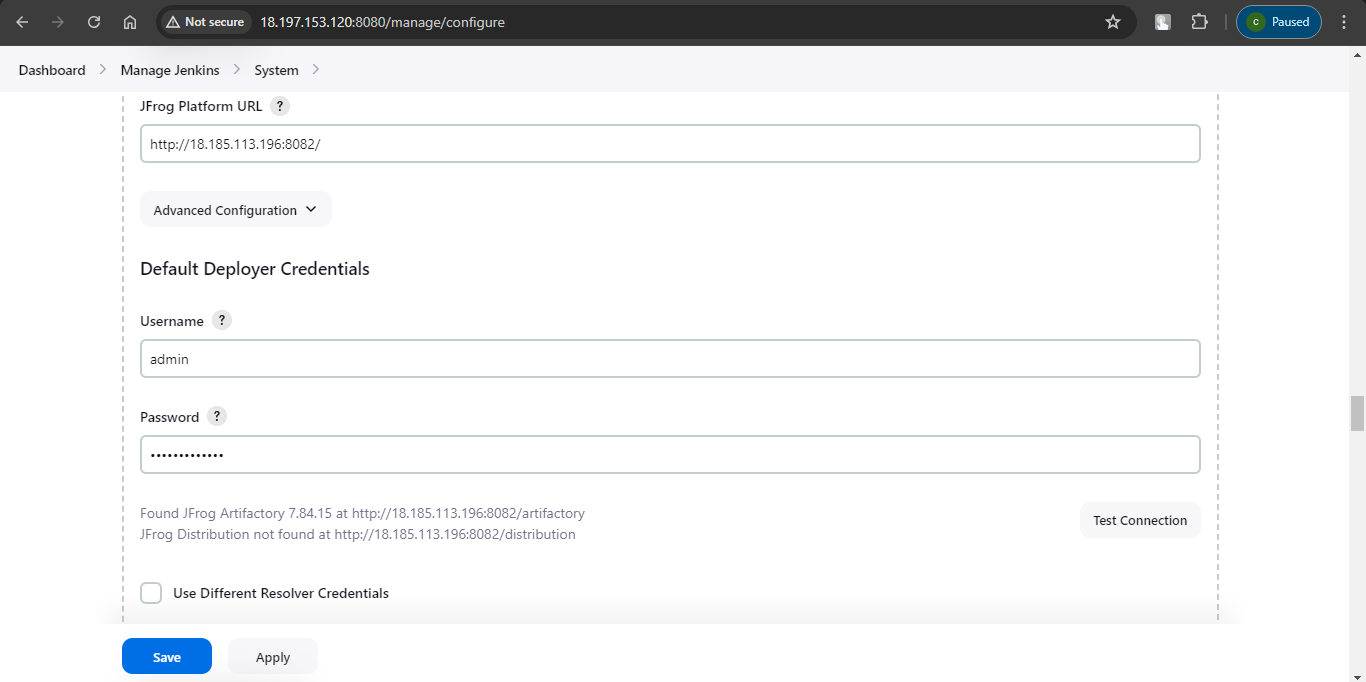 Not secure
18.197.153.120:8080/manage/configure
C
Paused
Dashboard
Manage Jenkins
System
JFrog Platform URL ?
http://18.185.113.196:8082/
Advanced Configuration
Default Deployer Credentials
Username ?
admin
Password ?
•••••••••••••
Found JFrog Artifactory 7.84.15 at http://18.185.113.196:8082/artifactory
JFrog Distribution not found at http://18.185.113.196:8082/distribution
Test Connection
Use Different Resolver Credentials
Save
Apply